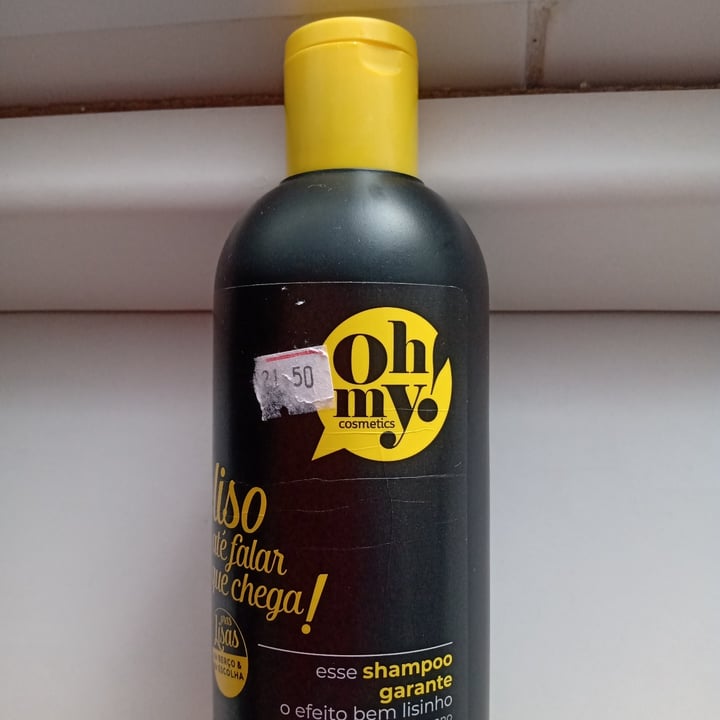 oh
my!
cosmetics
21 50
liso
até falar
que chega!
lisas
&
esse shampoo
garante
o efeito bem lisinho